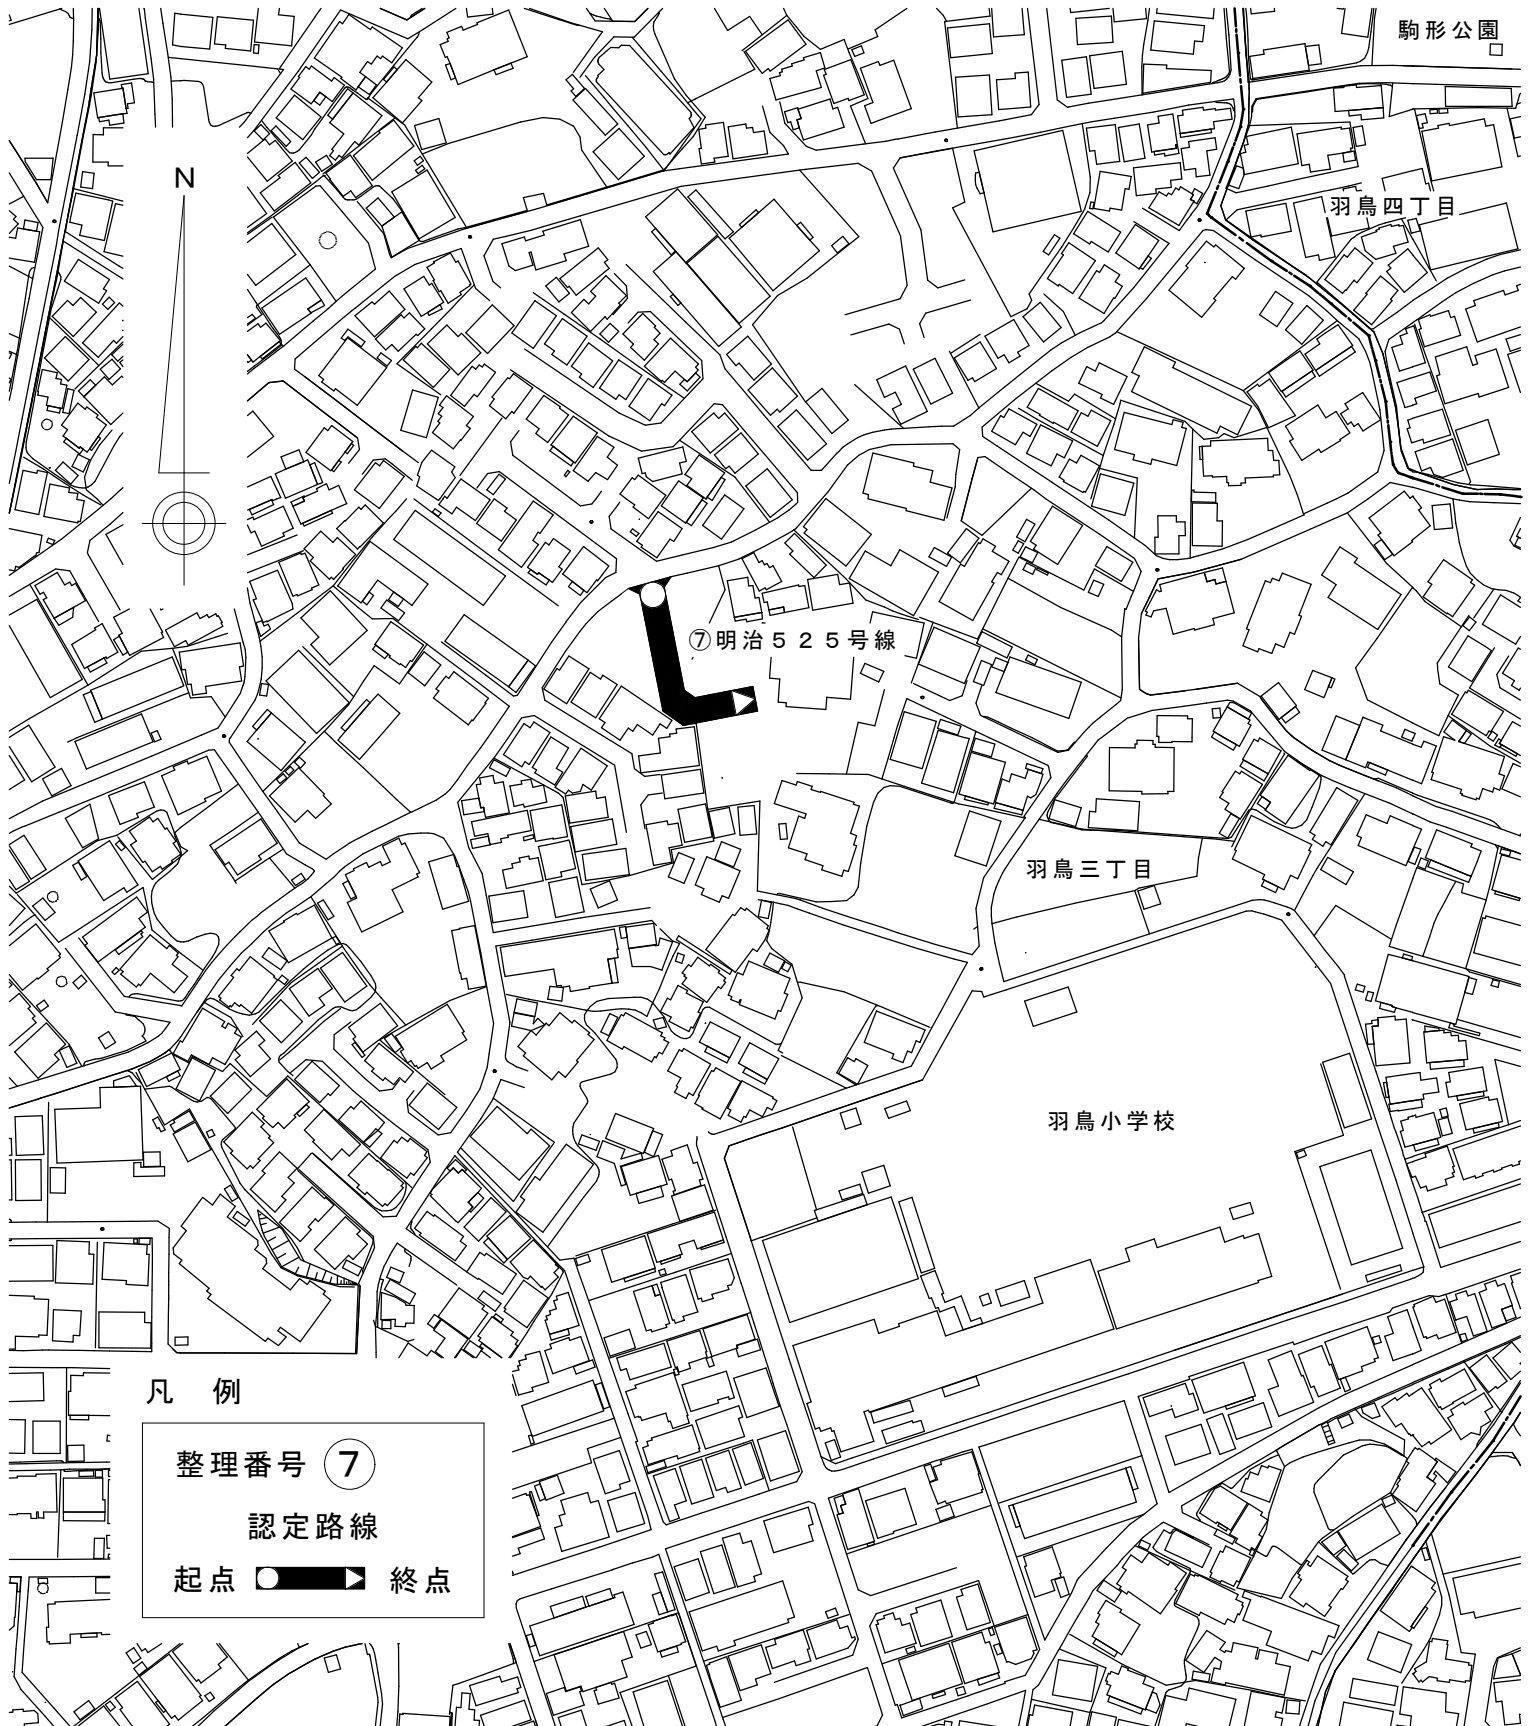 駒形公園
N
羽鳥四丁目
⑦明治５２５号線
羽鳥三丁目
羽鳥小学校
凡 例
整理番号 ⑦
認定路線
起点 終点